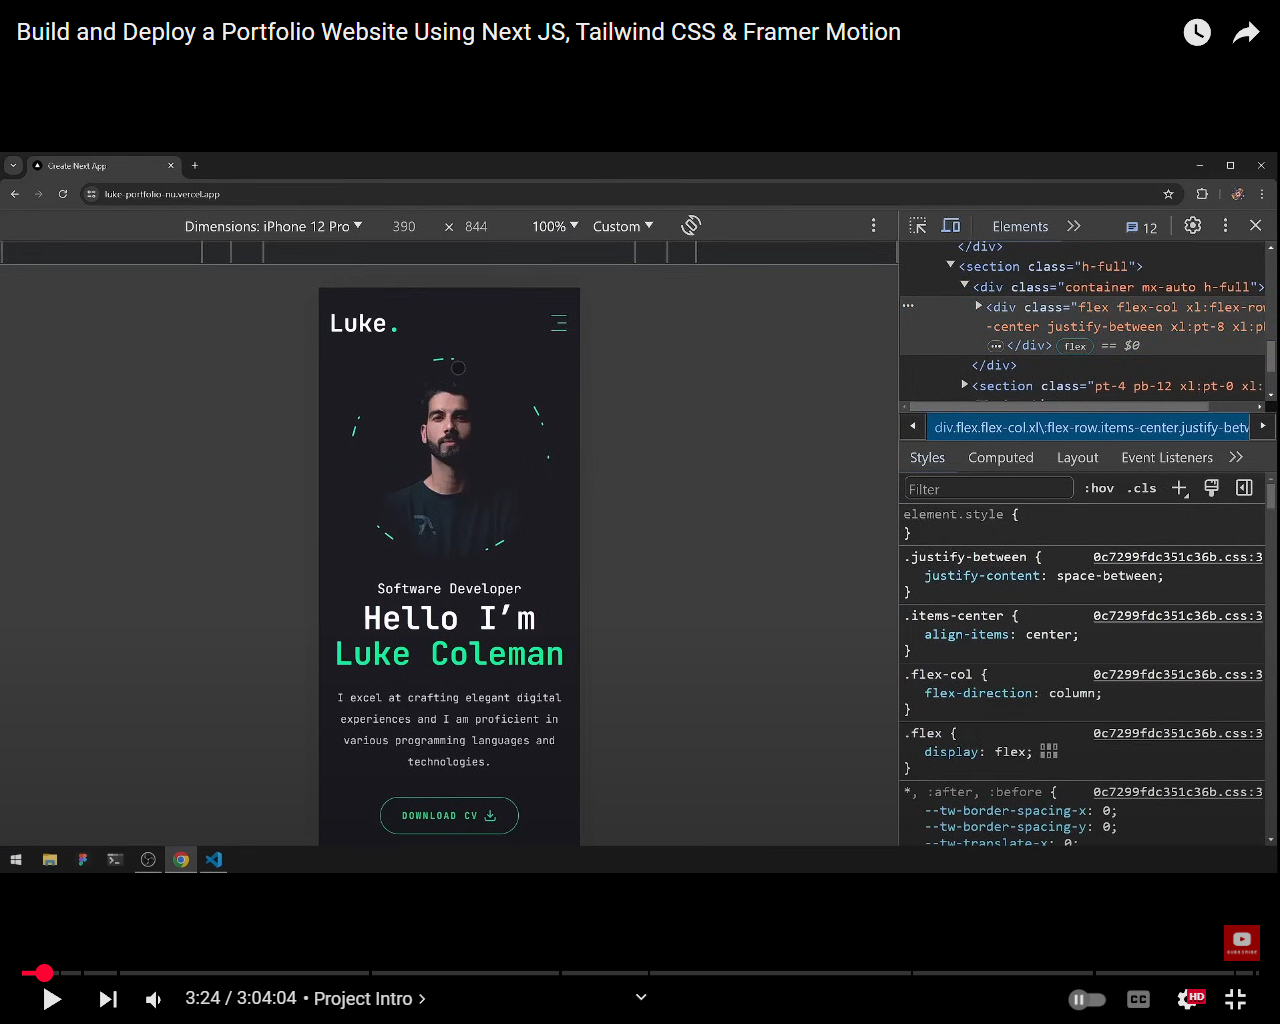 Build and Deploy a Portfolio Website Using Next JS, Tailwind CSS & Framer Motion
Create Next App
luke-portfolio-nu.vercel.app
Dimensions: iPhone 12 Pro 390 × 844 100% Custom
Elements 12
</div>
<section class="h-full">
<div class="container mx-auto h-full">
<div class="flex flex-col xl:flex-row
-center justify-between xl:pt-8 xl:pb
</div> flex == $0
</div>
<section class="pt-4 pb-12 xl:pt-0 xl:
div.flex.flex-col.xl\:flex-row.items-center.justify-betw
Styles Computed Layout Event Listeners
Filter :hov .cls
element.style {
}
.justify-between { 0c7299fdc351c36b.css:3
justify-content: space-between;
}
.items-center { 0c7299fdc351c36b.css:3
align-items: center;
}
.flex-col { 0c7299fdc351c36b.css:3
flex-direction: column;
}
.flex { 0c7299fdc351c36b.css:3
display: flex;
}
*, :after, :before { 0c7299fdc351c36b.css:3
--tw-border-spacing-x: 0;
--tw-border-spacing-y: 0;
--tw-translate-x: 0;
Luke.
Software Developer
Hello I’m
Luke Coleman
I excel at crafting elegant digital
experiences and I am proficient in
various programming languages and
technologies.
DOWNLOAD CV
SUBSCRIBE
3:24 / 3:04:04 • Project Intro
CC
HD